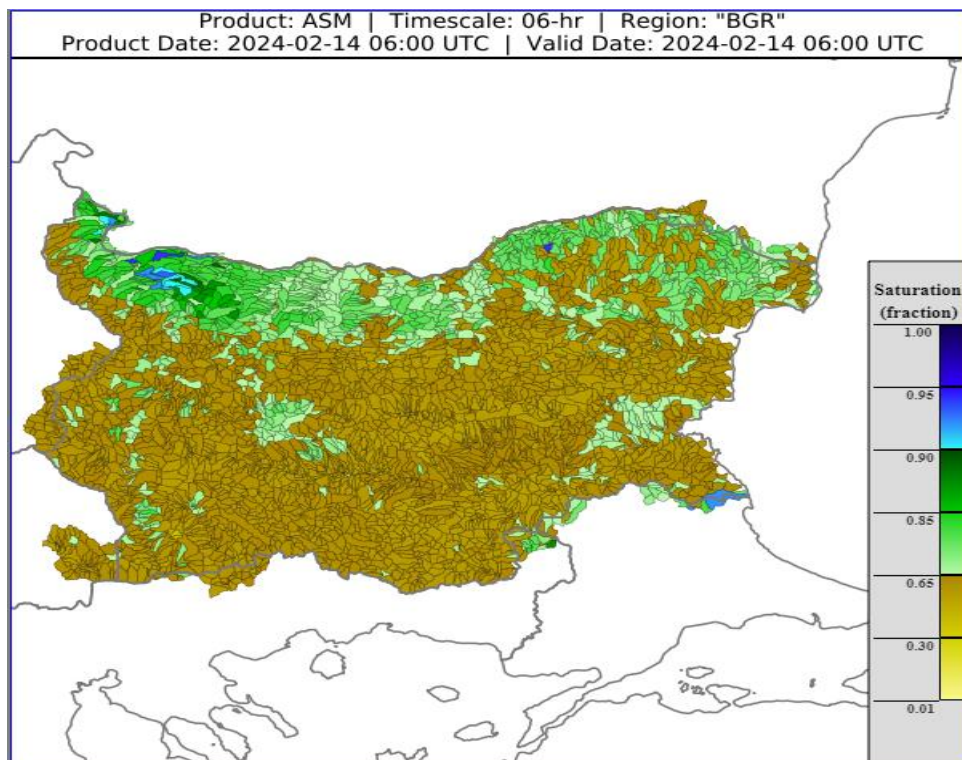 Product: ASM | Timescale: 06-hr | Region: "BGR"
Product Date: 2024-02-14 06:00 UTC | Valid Date: 2024-02-14 06:00 UTC
Saturation
(fraction)
1.00
0.95
0.90
0.85
0.65
0.30
0.01